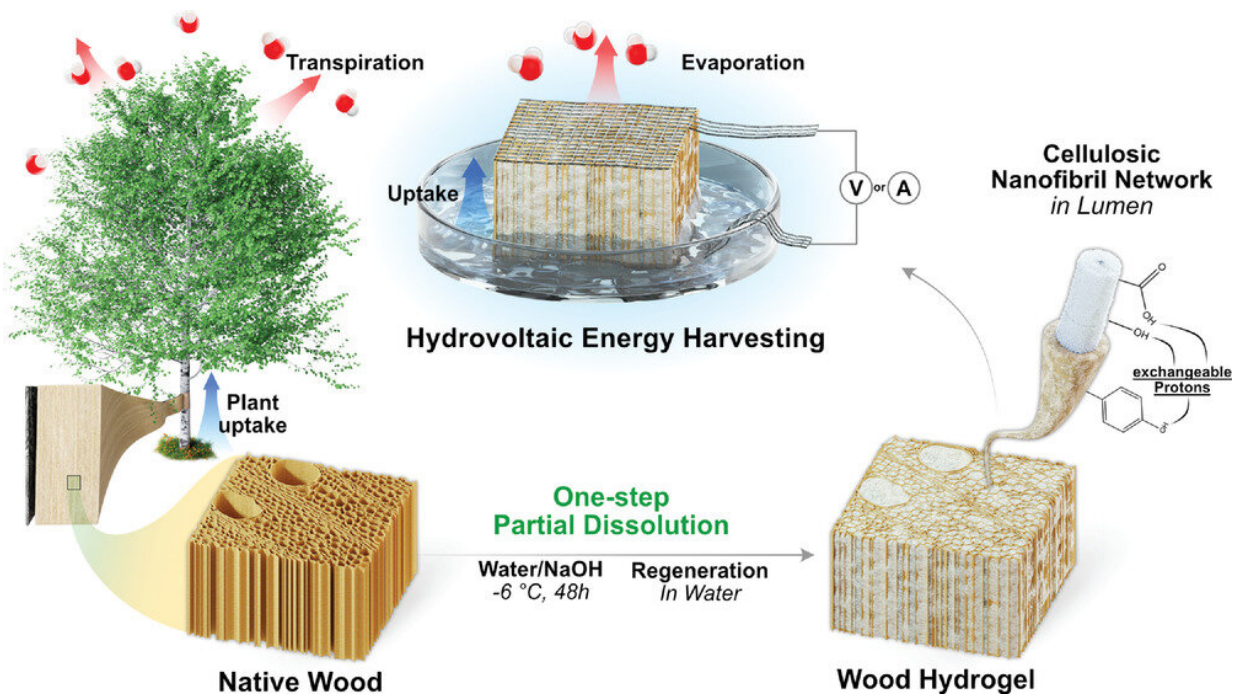 Transpiration
Evaporation
Uptake
V or A
Hydrovoltaic Energy Harvesting
Cellulosic
Nanofibril Network
in Lumen
O
OH
OH
exchangeable
Protons
Plant
uptake
One-step
Partial Dissolution
Water/NaOH
-6 °C, 48h
Regeneration
In Water
Native Wood
Wood Hydrogel